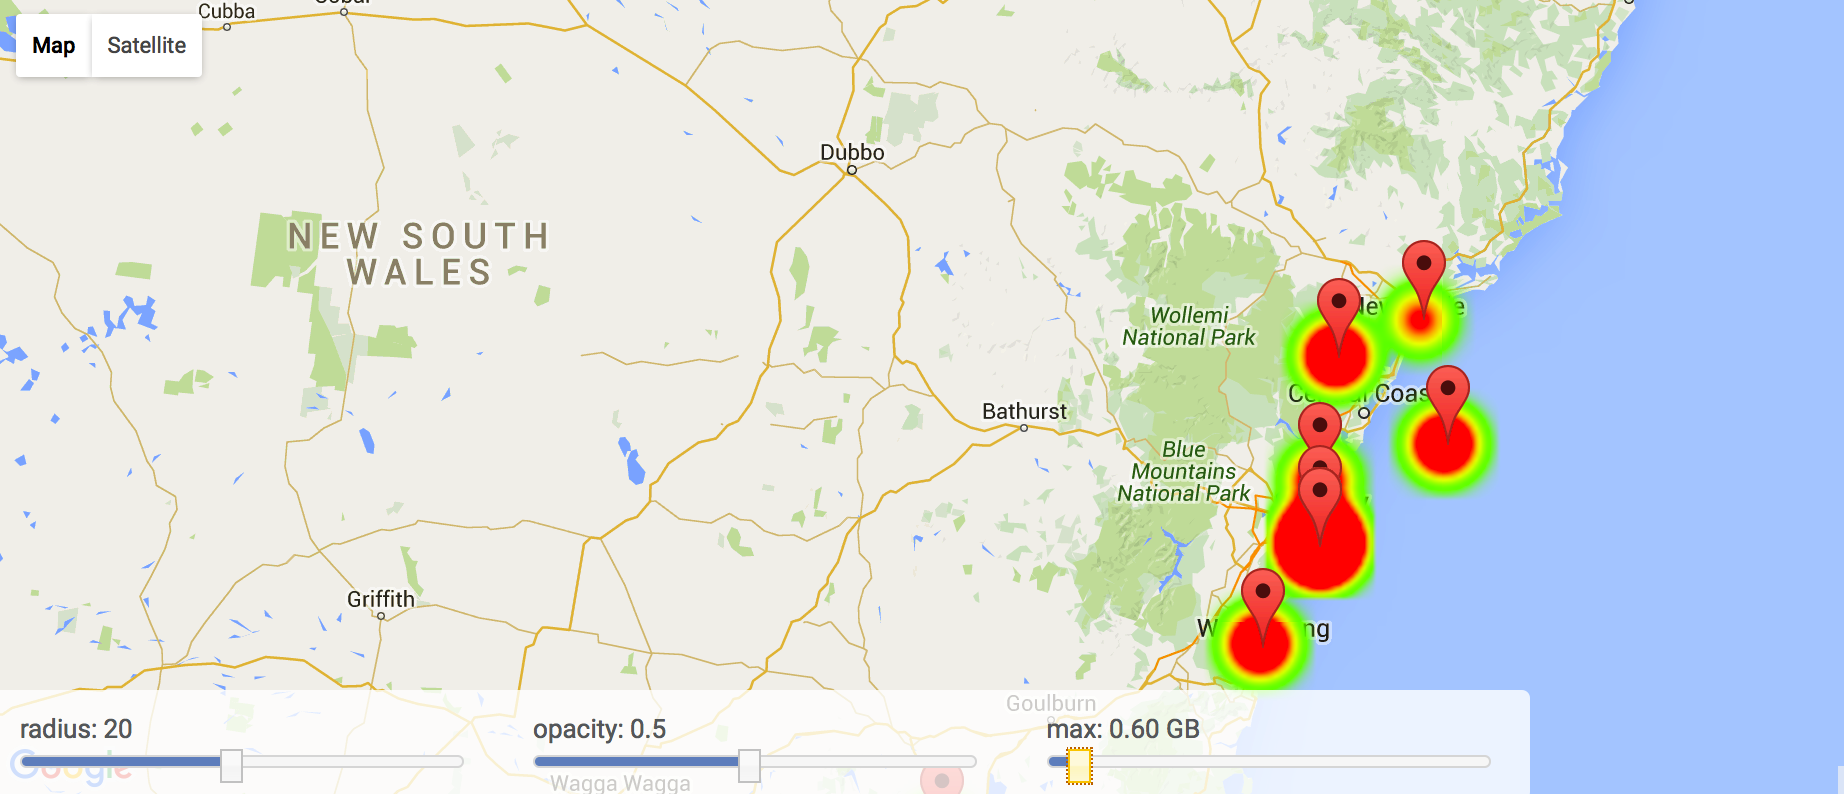 Cubba
Map
Satellite
Dubbo
NEW SOUTH
WALES
Wollemi
National Park
Bathurst
Blue
Mountains
National Park
Griffith
Goulburn
radius: 20
opacity: 0.5
max: 0.60 GB
Google
Wagga Wagga